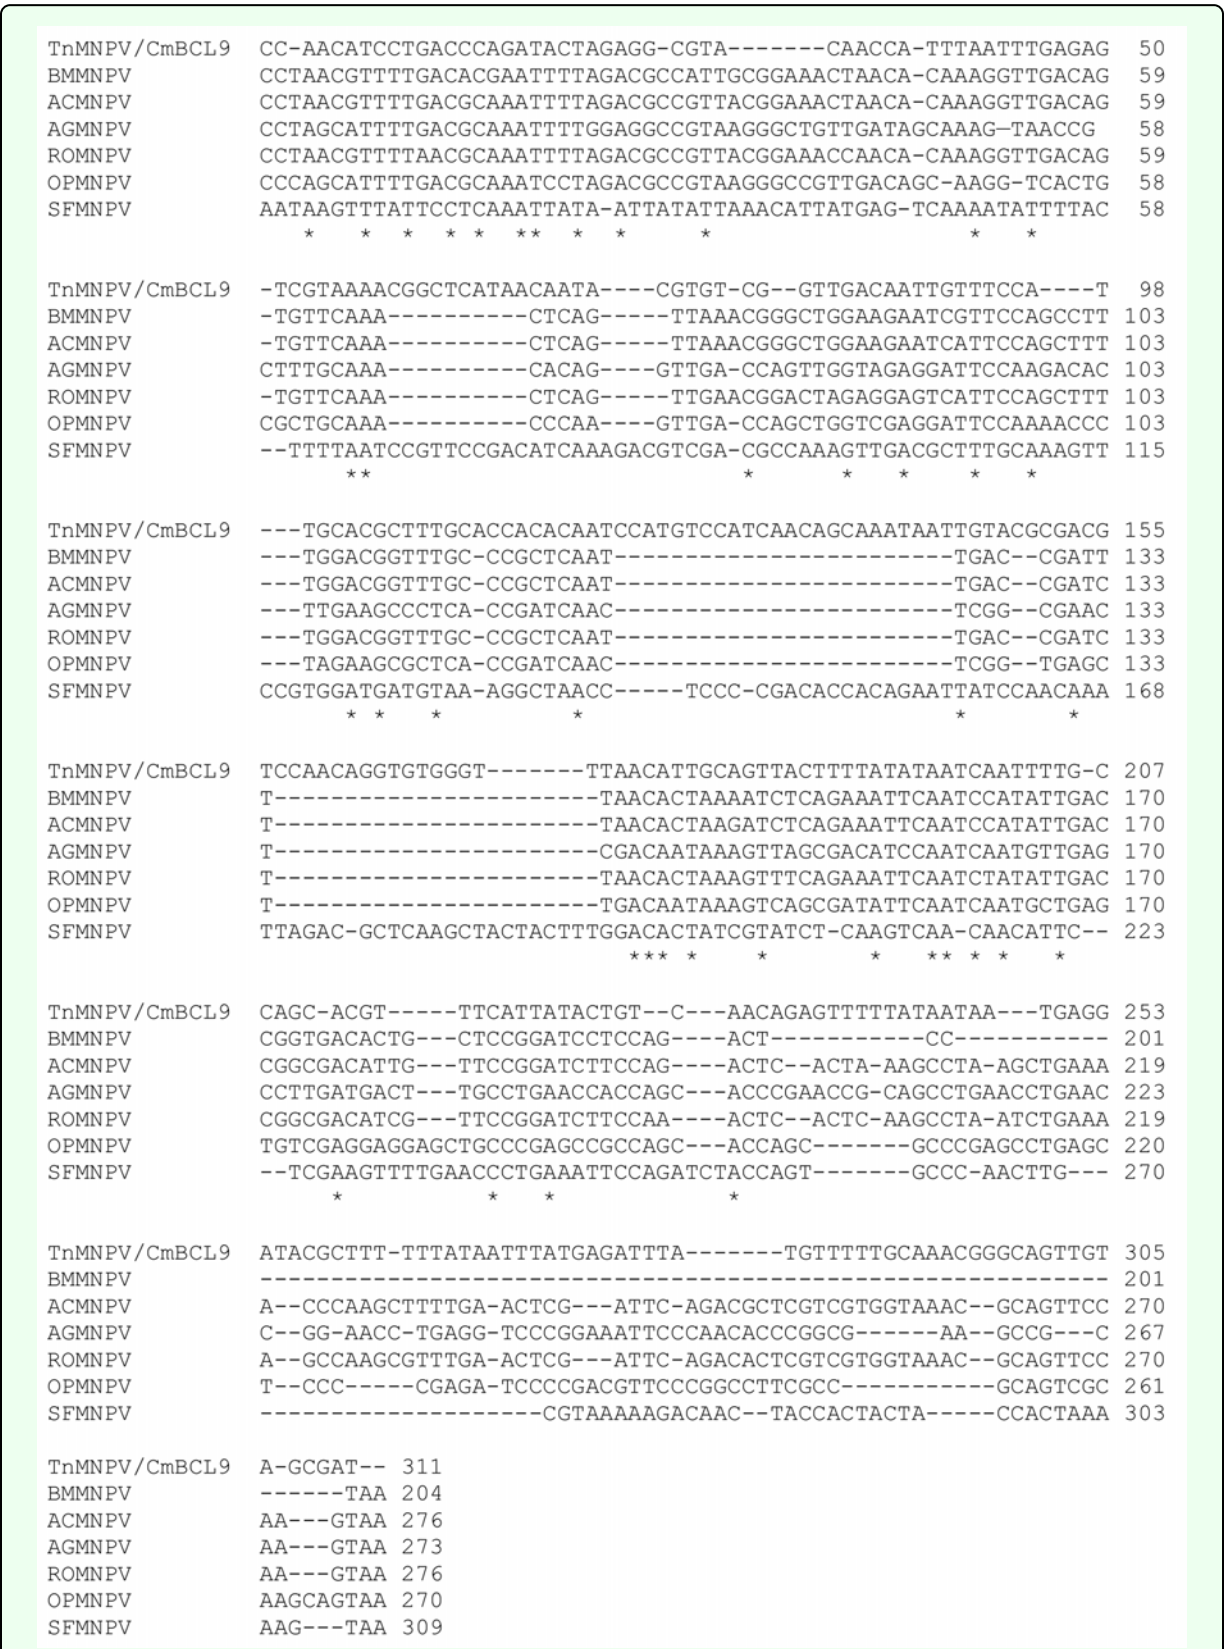 TnMNPV/CmBCL9 CC-AACATCCTGACCCAGATACTAGAGG-CGTA-------CAACCA-TTTAATTTGAGAG 50
BMMNPV CCTAACGTTTTGACACGAATTTTAGACGCCATTGCGGAAACTAACA-CAAAGGTTGACAG 59
ACMNPV CCTAACGTTTTGACGCAAATTTTAGACGCCGTTACGGAAACTAACA-CAAAGGTTGACAG 59
AGMNPV CCTAGCATTTTGACGCAAATTTTGGAGGCCGTAAGGGCTGTTGATAGCAAAG—TAACCG 58
ROMNPV CCTAACGTTTTAACGCAAATTTTAGACGCCGTTACGGAAACCAACA-CAAAGGTTGACAG 59
OPMNPV CCCAGCATTTTGACGCAAATCCTAGACGCCGTAAGGGCCGTTGACAGC-AAGG-TCACTG 58
SFMNPV AATAAGTTTATTCCTCAAATTATA-ATTATATTAAACATTATGAG-TCAAAATATTTTAC 58
* * * * * ** * * * * *
TnMNPV/CmBCL9 -TCGTAAAACGGCTCATAACAATA----CGTGT-CG--GTTGACAATTGTTTCCA----T 98
BMMNPV -TGTTCAAA----------CTCAG-----TTAAACGGGCTGGAAGAATCGTTCCAGCCTT 103
ACMNPV -TGTTCAAA----------CTCAG-----TTAAACGGGCTGGAAGAATCATTCCAGCTTT 103
AGMNPV CTTTGCAAA----------CACAG----GTTGA-CCAGTTGGTAGAGGATTCCAAGACAC 103
ROMNPV -TGTTCAAA----------CTCAG-----TTGAACGGACTAGAGGAGTCATTCCAGCTTT 103
OPMNPV CGCTGCAAA----------CCCAA----GTTGA-CCAGCTGGTCGAGGATTCCAAAACCC 103
SFMNPV --TTTTAATCCGTTCCGACATCAAAGACGTCGA-CGCCAAAGTTGACGCTTTGCAAAGTT 115
** * * * * *
TnMNPV/CmBCL9 ---TGCACGCTTTGCACCACACAATCCATGTCCATCAACAGCAAATAATTGTACGCGACG 155
BMMNPV ---TGGACGGTTTGC-CCGCTCAAT------------------------TGAC--CGATT 133
ACMNPV ---TGGACGGTTTGC-CCGCTCAAT------------------------TGAC--CGATC 133
AGMNPV ---TTGAAGCCCTCA-CCGATCAAC------------------------TCGG--CGAAC 133
ROMNPV ---TGGACGGTTTGC-CCGCTCAAT------------------------TGAC--CGATC 133
OPMNPV ---TAGAAGCGCTCA-CCGATCAAC------------------------TCGG--TGAGC 133
SFMNPV CCGTGGATGATGTAA-AGGCTAACC-----TCCC-CGACACCACAGAATTATCCAACAAA 168
* * * * * *
TnMNPV/CmBCL9 TCCAACAGGTGTGGGT-------TTAACATTGCAGTTACTTTTATATAATCAATTTTG-C 207
BMMNPV T-----------------------TAACACTAAAATCTCAGAAATTCAATCCATATTGAC 170
ACMNPV T-----------------------TAACACTAAGATCTCAGAAATTCAATCCATATTGAC 170
AGMNPV T-----------------------CGACAATAAAGTTAGCGACATCCAATCAATGTTGAG 170
ROMNPV T-----------------------TAACACTAAAGTTTCAGAAATTCAATCTATATTGAC 170
OPMNPV T-----------------------TGACAATAAAGTCAGCGATATTCAATCAATGCTGAG 170
SFMNPV TTAGAC-GCTCAAGCTACTACTTTGGACACTATCGTATCT-CAAGTCAA-CAACATTC-- 223
*** * * * ** * * *
TnMNPV/CmBCL9 CAGC-ACGT-----TTCATTATACTGT--C---AACAGAGTTTTTATAATAA---TGAGG 253
BMMNPV CGGTGACACTG---CTCCGGATCCTCCAG----ACT-----------CC----------- 201
ACMNPV CGGCGACATTG---TTCCGGATCTTCCAG----ACTC--ACTA-AAGCCTA-AGCTGAAA 219
AGMNPV CCTTGATGACT---TGCCTGAACCACCAGC---ACCCGAACCG-CAGCCTGAACCTGAAC 223
ROMNPV CGGCGACATCG---TTCCGGATCTTCCAA----ACTC--ACTC-AAGCCTA-ATCTGAAA 219
OPMNPV TGTCGAGGAGGAGCTGCCCGAGCCGCCAGC---ACCAGC-------GCCCGAGCCTGAGC 220
SFMNPV --TCGAAGTTTTGAACCCTGAAATTCCAGATCTACCAGT-------GCCC-AACTTG--- 270
* * * *
TnMNPV/CmBCL9 ATACGCTTT-TTTATAATTTATGAGATTTA-------TGTTTTTGCAAACGGGCAGTTGT 305
BMMNPV ------------------------------------------------------------ 201
ACMNPV A--CCCAAGCTTTTGA-ACTCG---ATTC-AGACGCTCGTCGTGGTAAAC--GCAGTTCC 270
AGMNPV C--GG-AACC-TGAGG-TCCCGGAAATTCCCAACACCCGGCG------AA--GCCG---C 267
ROMNPV A--GCCAAGCGTTTGA-ACTCG---ATTC-AGACACTCGTCGTGGTAAAC--GCAGTTCC 270
OPMNPV T--CCC-----CGAGA-TCCCCGACGTTCCCGGCCTTCGCC-----------GCAGTCGC 261
SFMNPV --------------------CGTAAAAAGACAAC--TACCACTACTA-----CCACTAAA 303
TnMNPV/CmBCL9 A-GCGAT-- 311
BMMNPV ------TAA 204
ACMNPV AA---GTAA 276
AGMNPV AA---GTAA 273
ROMNPV AA---GTAA 276
OPMNPV AAGCAGTAA 270
SFMNPV AAG---TAA 309